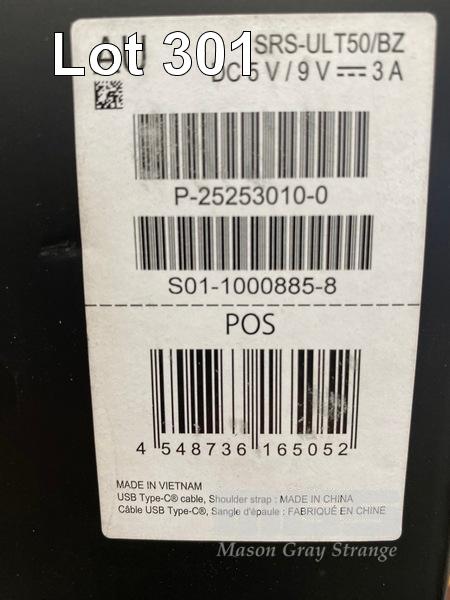 Lot 301
SRS-ULT50/BZ
DC 5 V / 9 V ⎓ 3 A
P-25253010-0
S01-1000885-8
POS
4 548736 165052
MADE IN VIETNAM
USB Type-C® cable, Shoulder strap : MADE IN CHINA
Câble USB Type-C®, Sangle d'épaule : FABRIQUÉ EN CHINE
Mason Gray Strange